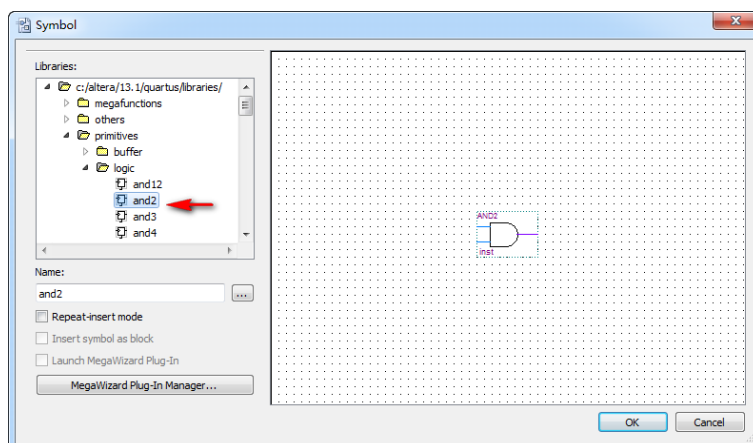 Symbol
Libraries:
c:/altera/13.1/quartus/libraries/
megafunctions
others
primitives
buffer
logic
and12
and2
and3
and4
Name:
and2
...
Repeat-insert mode
Insert symbol as block
Launch MegaWizard Plug-In
MegaWizard Plug-In Manager...
AND2
inst
OK
Cancel